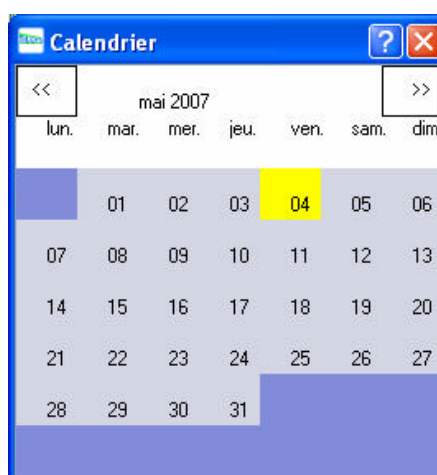 Calendrier ?
<< >>
mai 2007
lun. mar. mer. jeu. ven. sam. dim
01 02 03 04 05 06
07 08 09 10 11 12 13
14 15 16 17 18 19 20
21 22 23 24 25 26 27
28 29 30 31